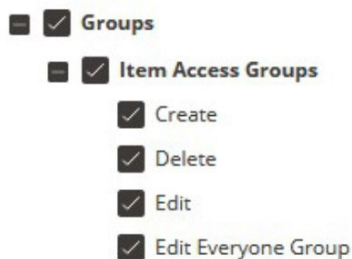 Groups
Item Access Groups
Create
Delete
Edit
Edit Everyone Group